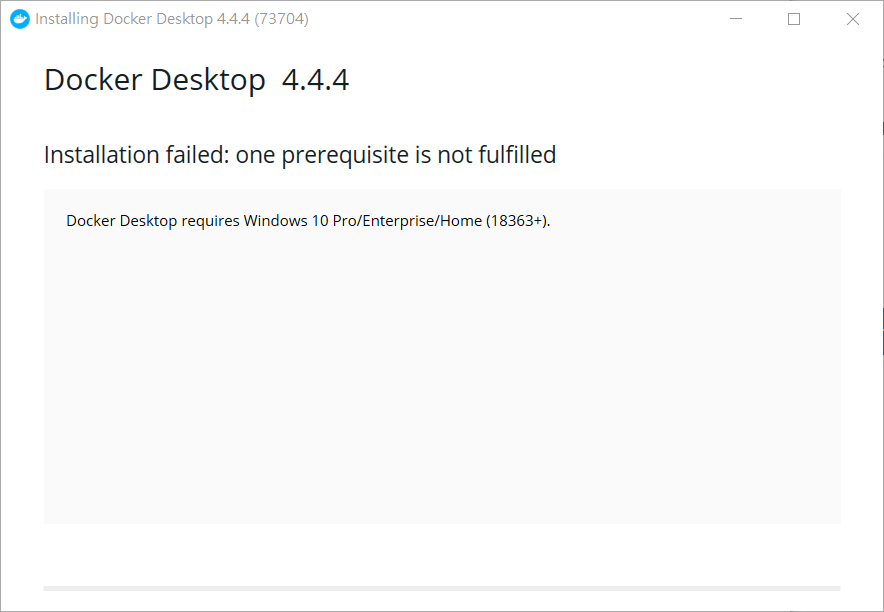 Installing Docker Desktop 4.4.4 (73704)
Docker Desktop 4.4.4
Installation failed: one prerequisite is not fulfilled
Docker Desktop requires Windows 10 Pro/Enterprise/Home (18363+).